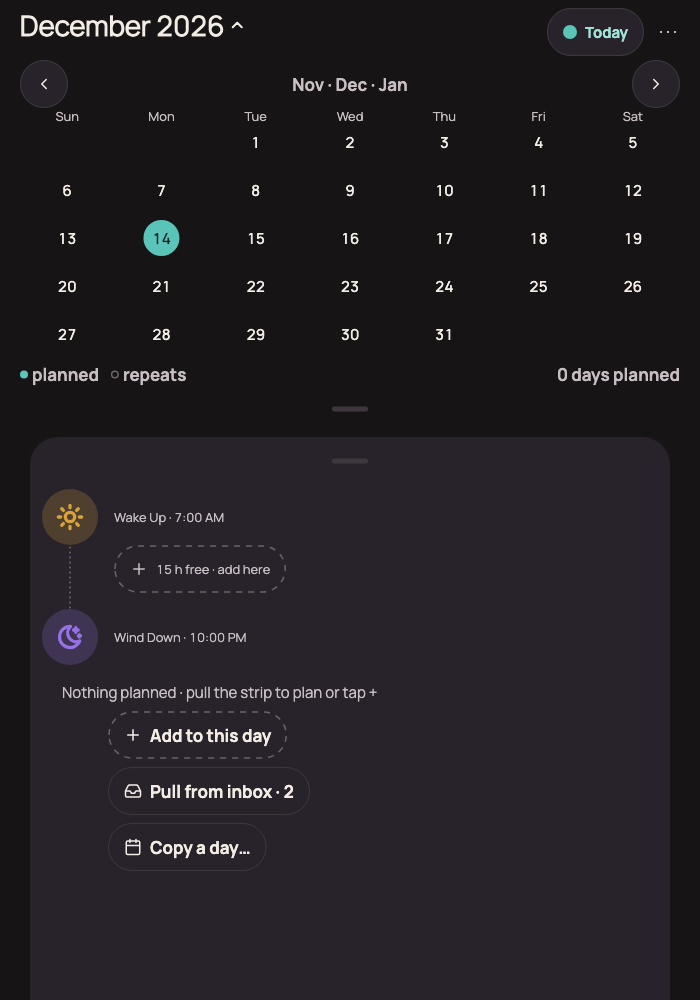 December 2026
Today
Nov · Dec · Jan
Sun Mon Tue Wed Thu Fri Sat
1 2 3 4 5
6 7 8 9 10 11 12
13 14 15 16 17 18 19
20 21 22 23 24 25 26
27 28 29 30 31
planned repeats 0 days planned
Wake Up · 7:00 AM
+ 15 h free · add here
Wind Down · 10:00 PM
Nothing planned · pull the strip to plan or tap +
+ Add to this day
Pull from inbox · 2
Copy a day...